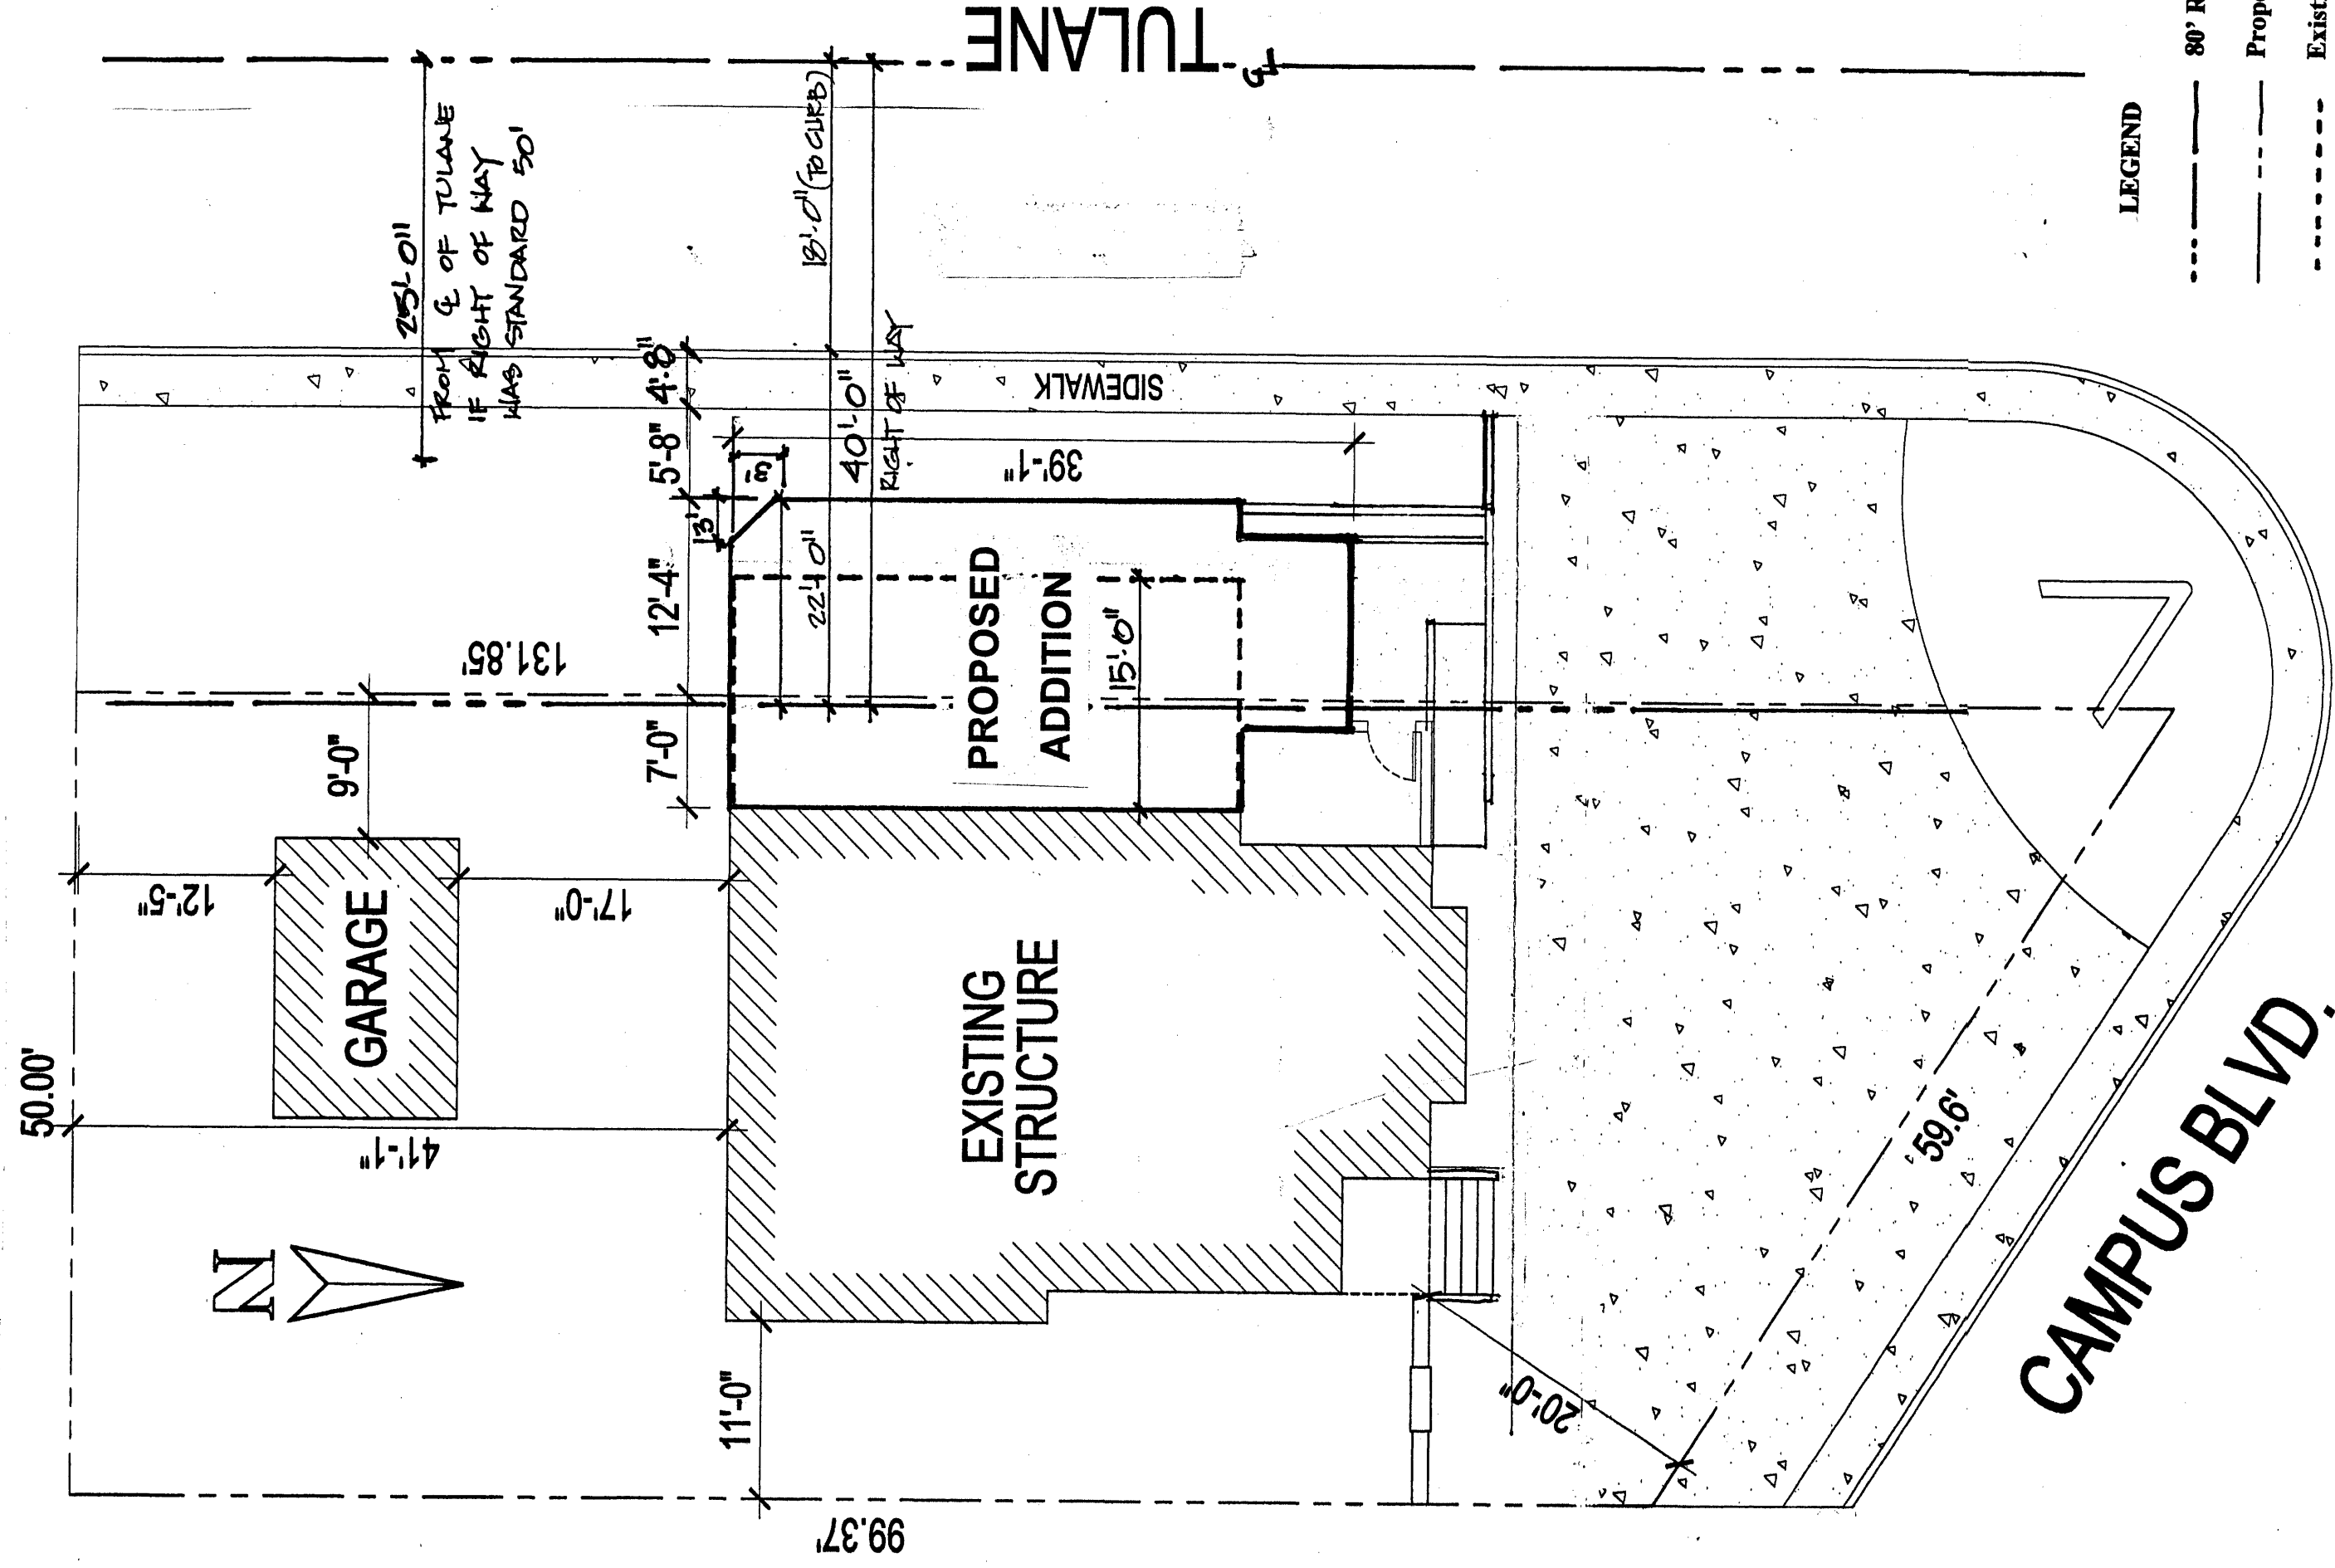 TULANE
℄
25'-0"
FROM ℄ OF TULANE
IF RIGHT OF WAY
WAS STANDARD 50'
18'-0" (TO CURB)
40'-0"
RIGHT OF WAY
4'-8"
5'-8"
12'-4"
7'-0"
3'
3'
39'-1"
22'-0"
15'-0"
SIDEWALK
131.85'
9'-0"
PROPOSED
ADDITION
12'-5"
GARAGE
17'-0"
50.00'
41'-1"
EXISTING
STRUCTURE
N
11'-0"
99.37'
20'-0"
59.6'
CAMPUS BLVD.
LEGEND
80' R
Prope
Exist